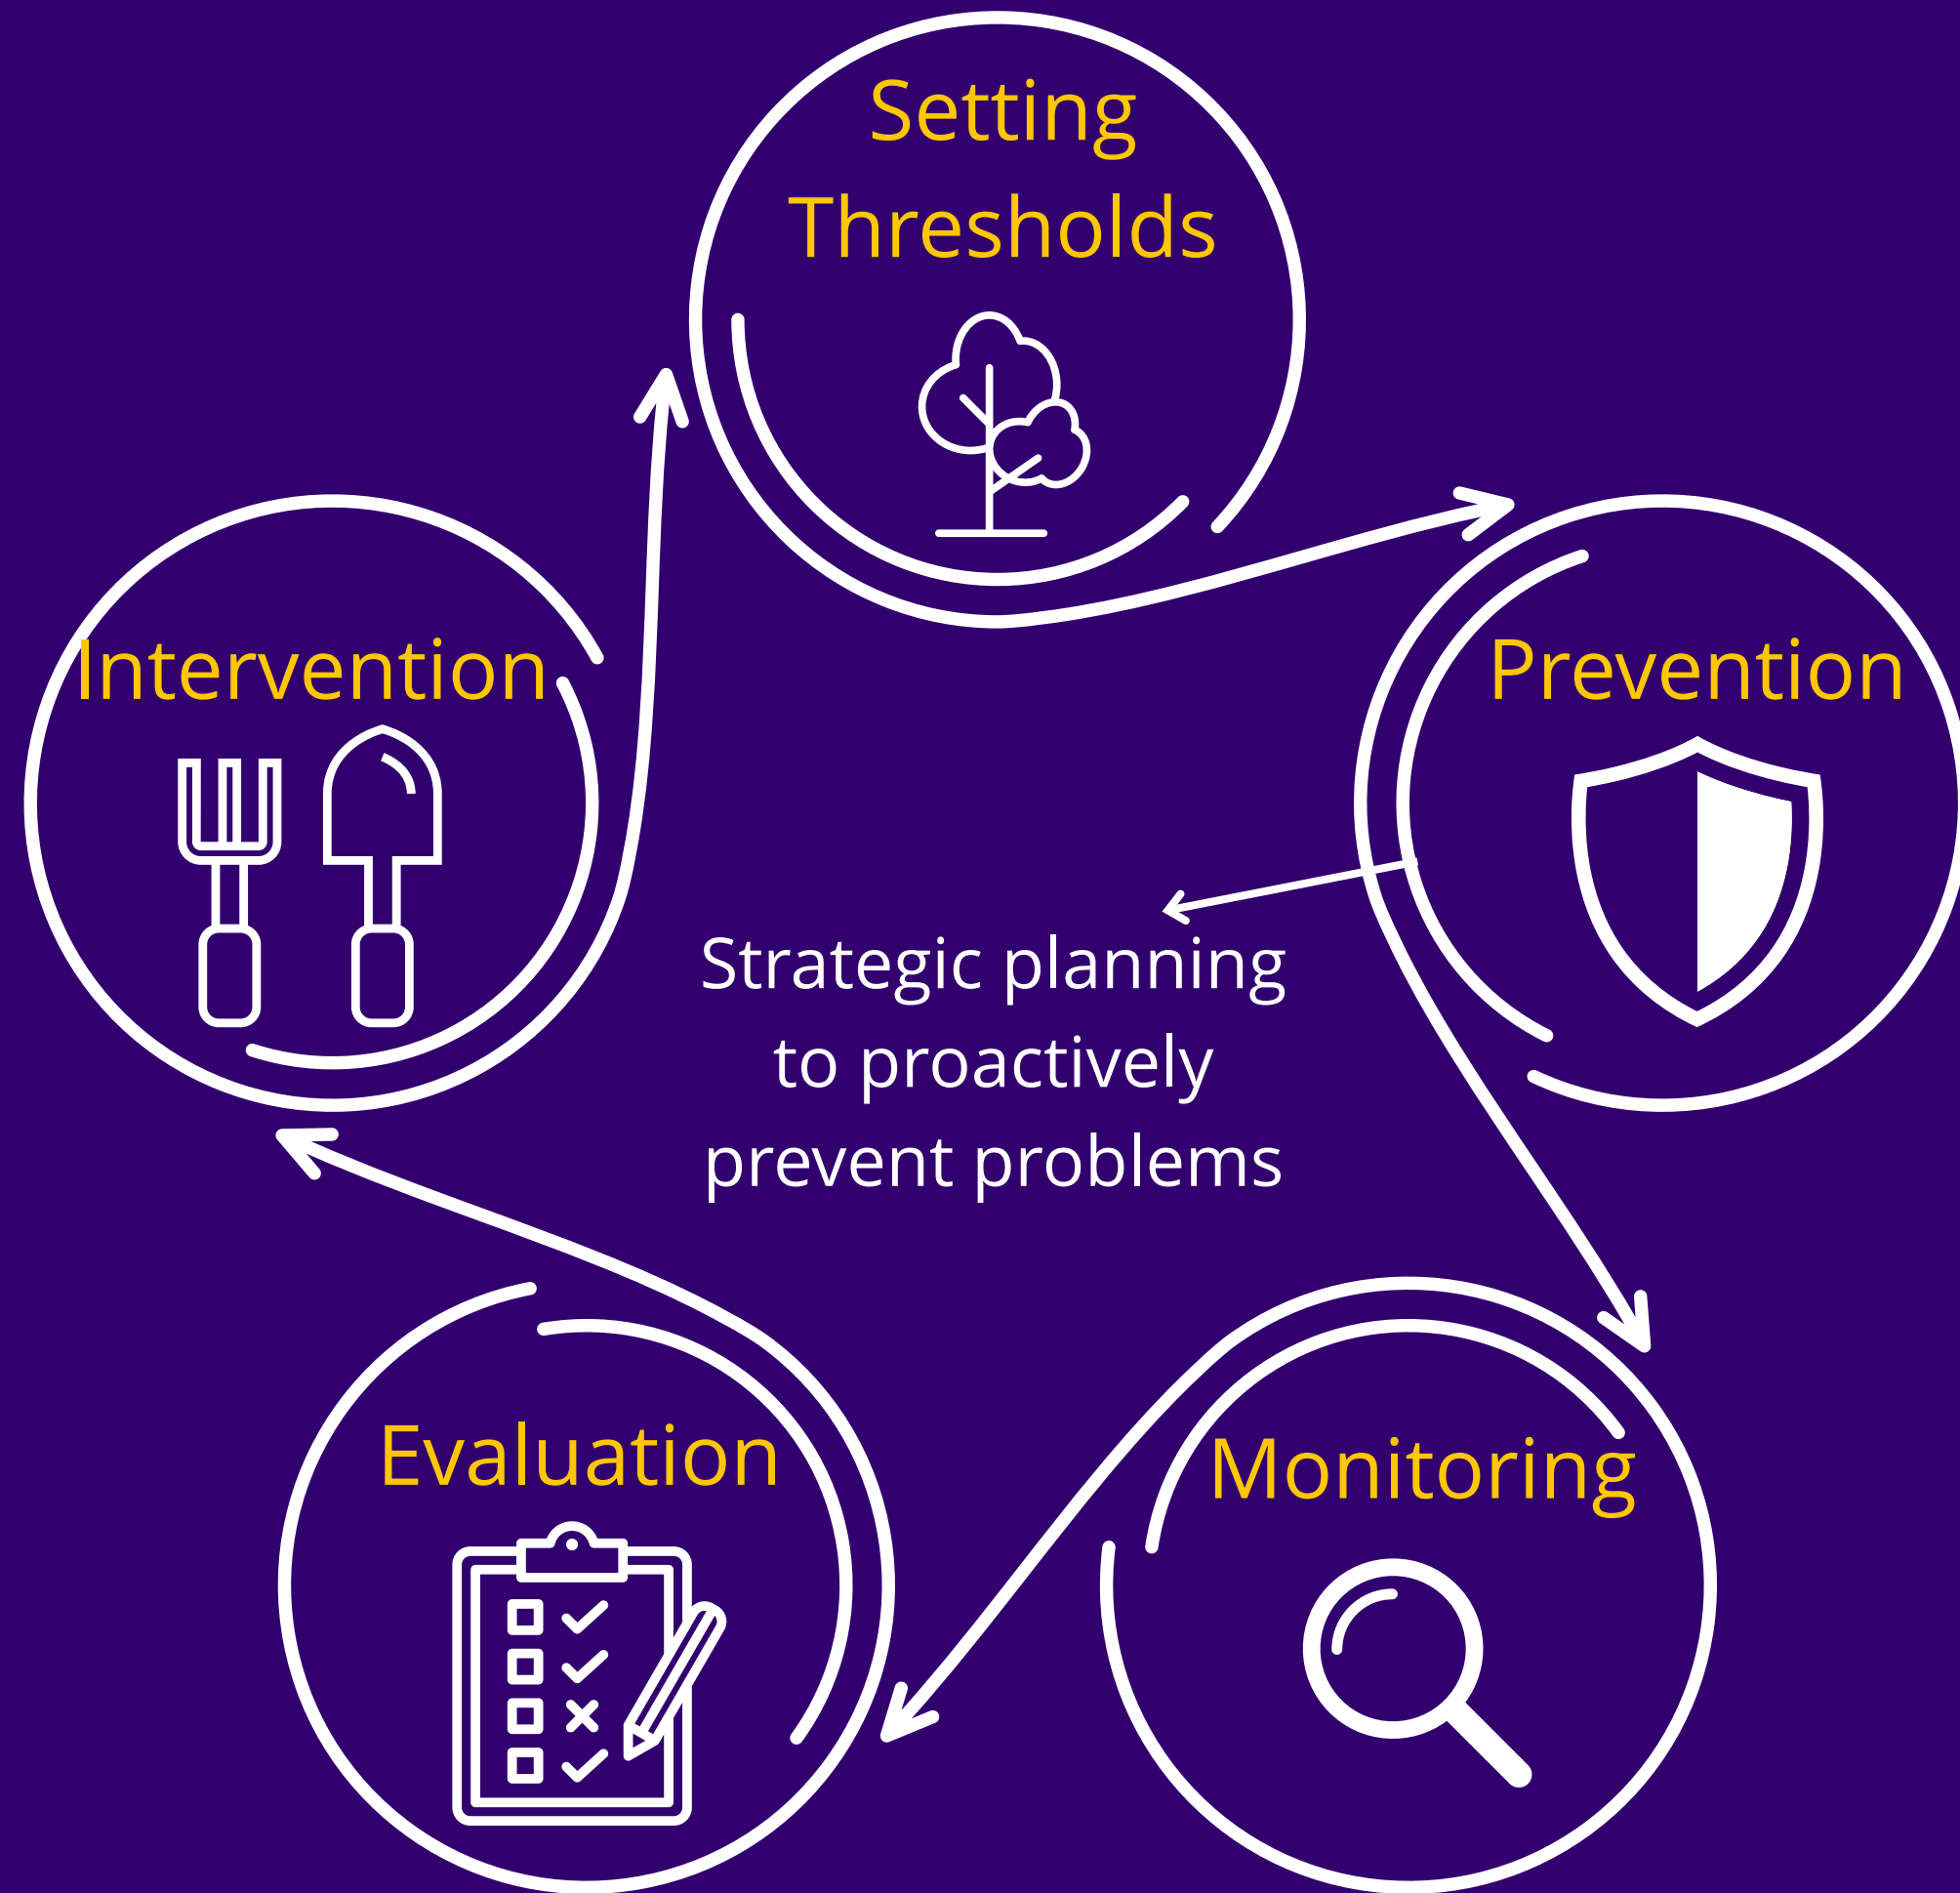 Setting
Thresholds
Intervention
Prevention
Strategic planning
to proactively
prevent problems
Evaluation
Monitoring